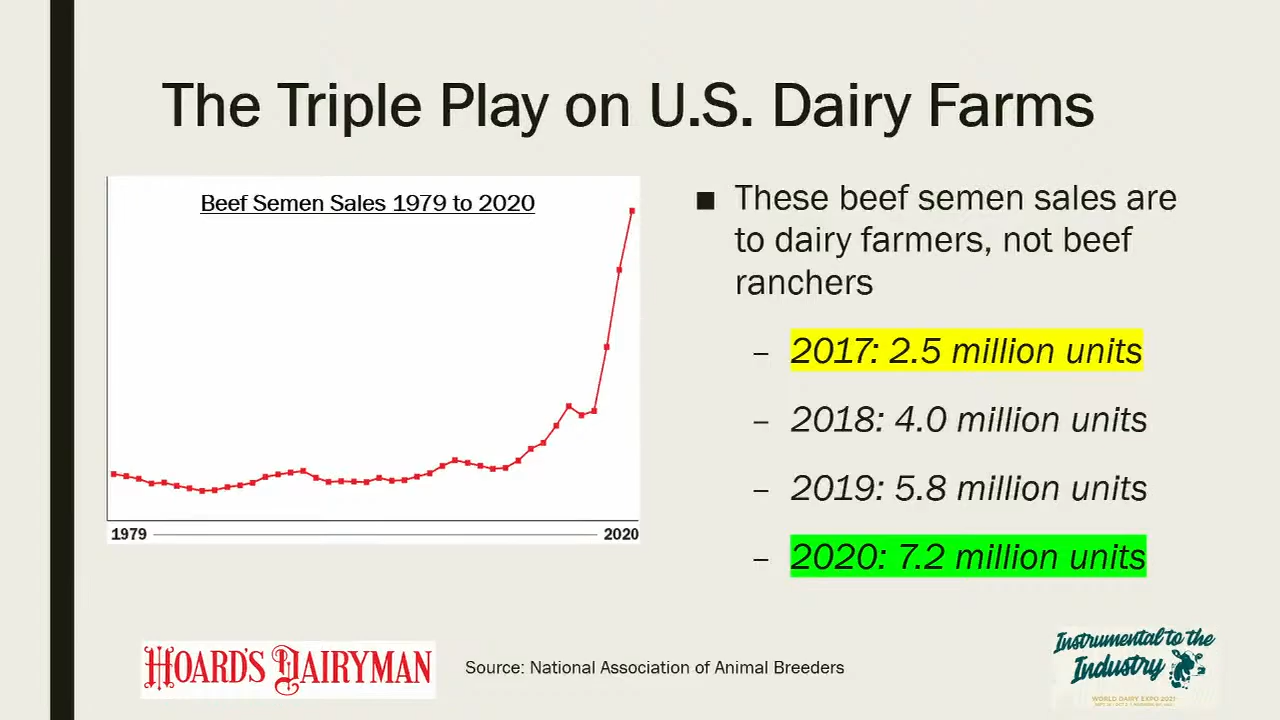 The Triple Play on U.S. Dairy Farms
Beef Semen Sales 1979 to 2020
1979
2020
■ These beef semen sales are
to dairy farmers, not beef
ranchers
– 2017: 2.5 million units
– 2018: 4.0 million units
– 2019: 5.8 million units
– 2020: 7.2 million units
HOARD'S DAIRYMAN
Source: National Association of Animal Breeders
Instrumental to the
Industry
WORLD DAIRY EXPO 2021